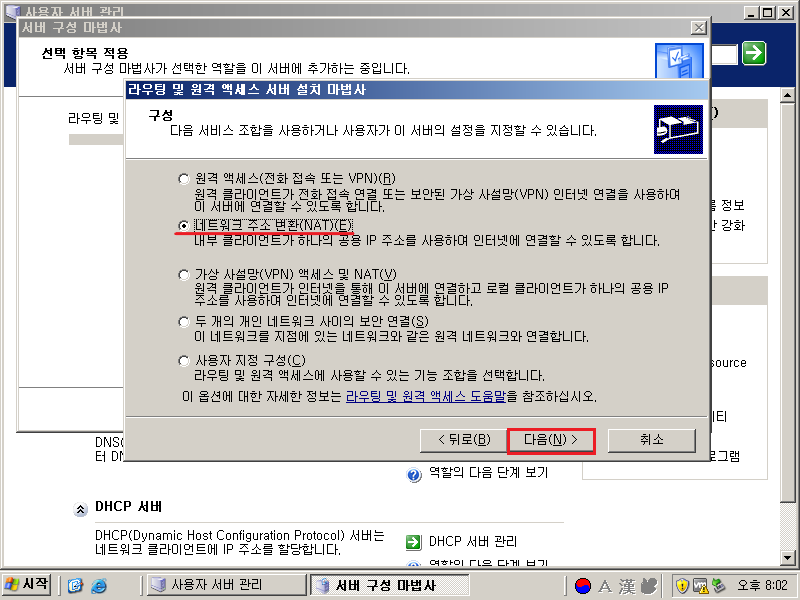 사용자 서버 관리
서버 구성 마법사
선택 항목 적용
서버 구성 마법사가 선택한 역할을 이 서버에 추가하는 중입니다.
라우팅 및
라우팅 및 원격 액세스 서버 설치 마법사
구성
다음 서비스 조합을 사용하거나 사용자가 이 서버의 설정을 지정할 수 있습니다.
원격 액세스(전화 접속 또는 VPN)(R)
원격 클라이언트가 전화 접속 연결 또는 보안된 가상 사설망(VPN) 인터넷 연결을 사용하여
이 서버에 연결할 수 있도록 합니다.
네트워크 주소 변환(NAT)(E)
내부 클라이언트가 하나의 공용 IP 주소를 사용하여 인터넷에 연결할 수 있도록 합니다.
가상 사설망(VPN) 액세스 및 NAT(V)
원격 클라이언트가 인터넷을 통해 이 서버에 연결하고 로컬 클라이언트가 하나의 공용 IP
주소를 사용하여 인터넷에 연결할 수 있도록 합니다.
두 개의 개인 네트워크 사이의 보안 연결(S)
이 네트워크를 지점에 있는 네트워크와 같은 원격 네트워크와 연결합니다.
사용자 지정 구성(C)
라우팅 및 원격 액세스에 사용할 수 있는 기능 조합을 선택합니다.
이 옵션에 대한 자세한 정보는 라우팅 및 원격 액세스 도움말을 참조하십시오.
< 뒤로(B)
다음(N) >
취소
정보
강화
source
티
로그램
DNS(
터 DN
역할의 다음 단계 보기
DHCP 서버
DHCP(Dynamic Host Configuration Protocol) 서버는
네트워크 클라이언트에 IP 주소를 할당합니다.
DHCP 서버 관리
역할의 다음 단계 보기
시작
사용자 서버 관리
서버 구성 마법사
A 漢
오후 8:02